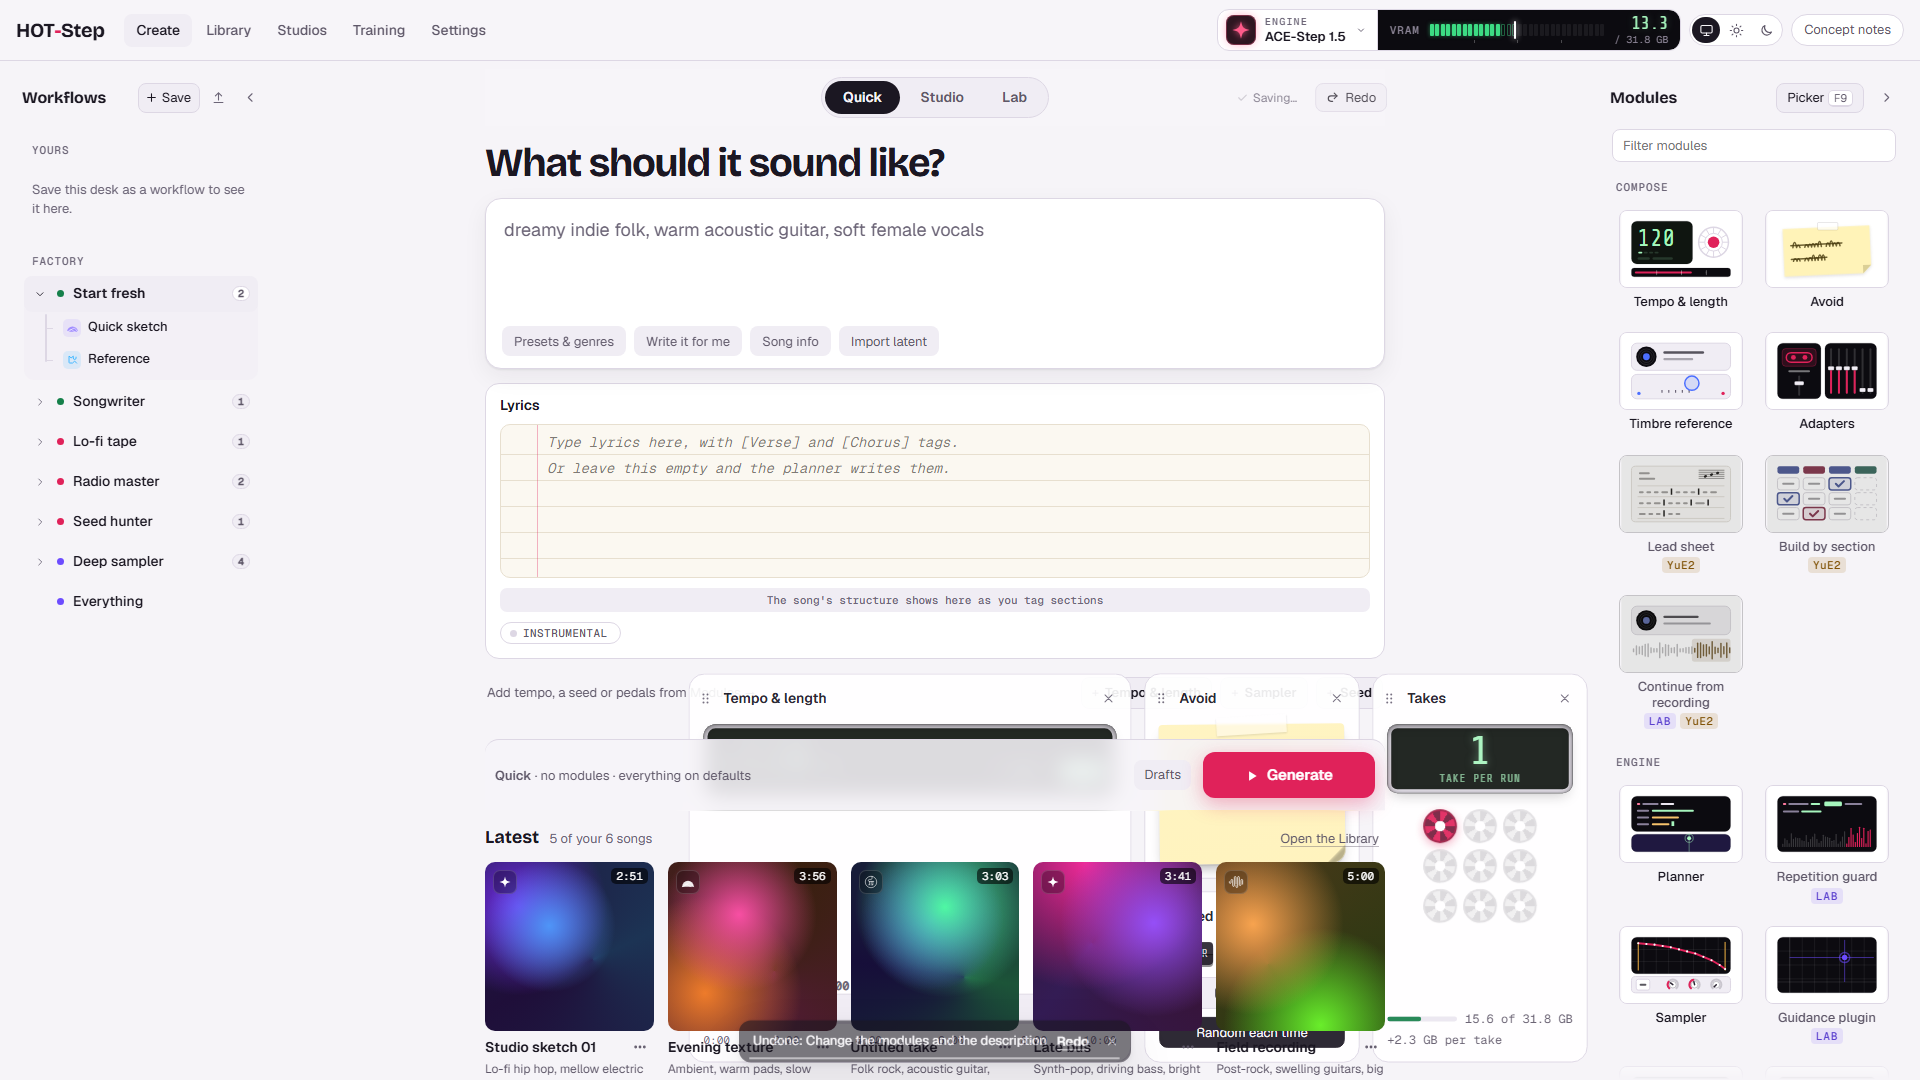 HOT-Step
Create
Library
Studios
Training
Settings
ENGINE
ACE-Step 1.5
VRAM
13.3
/ 31.8 GB
Concept notes
Workflows
+ Save
YOURS
Save this desk as a workflow to see
it here.
FACTORY
Start fresh
2
Quick sketch
Reference
Songwriter
1
Lo-fi tape
1
Radio master
2
Seed hunter
1
Deep sampler
4
Everything
Quick
Studio
Lab
Saving…
Redo
What should it sound like?
dreamy indie folk, warm acoustic guitar, soft female vocals
Presets & genres
Write it for me
Song info
Import latent
Lyrics
Type lyrics here, with [Verse] and [Chorus] tags.
Or leave this empty and the planner writes them.
The song's structure shows here as you tag sections
INSTRUMENTAL
Add tempo, a seed or pedals from
Tempo & length
Avoid
Takes
1
TAKE PER RUN
Quick · no modules · everything on defaults
Drafts
Generate
Latest
5 of your 6 songs
Open the Library
2:51
3:56
3:03
3:41
5:00
Random each time
15.6 of 31.8 GB
+2.3 GB per take
Undone: Change the modules and the description
Redo
Studio sketch 01
Evening texture
Untitled take
Late bus
Field recording
Lo-fi hip hop, mellow electric
Ambient, warm pads, slow
Folk rock, acoustic guitar,
Synth-pop, driving bass, bright
Post-rock, swelling guitars, big
Modules
Picker F9
Filter modules
COMPOSE
120
Tempo & length
Avoid
Timbre reference
Adapters
Lead sheet
YuE2
Build by section
YuE2
Continue from
recording
LAB
YuE2
ENGINE
Planner
Repetition guard
LAB
Sampler
Guidance plugin
LAB